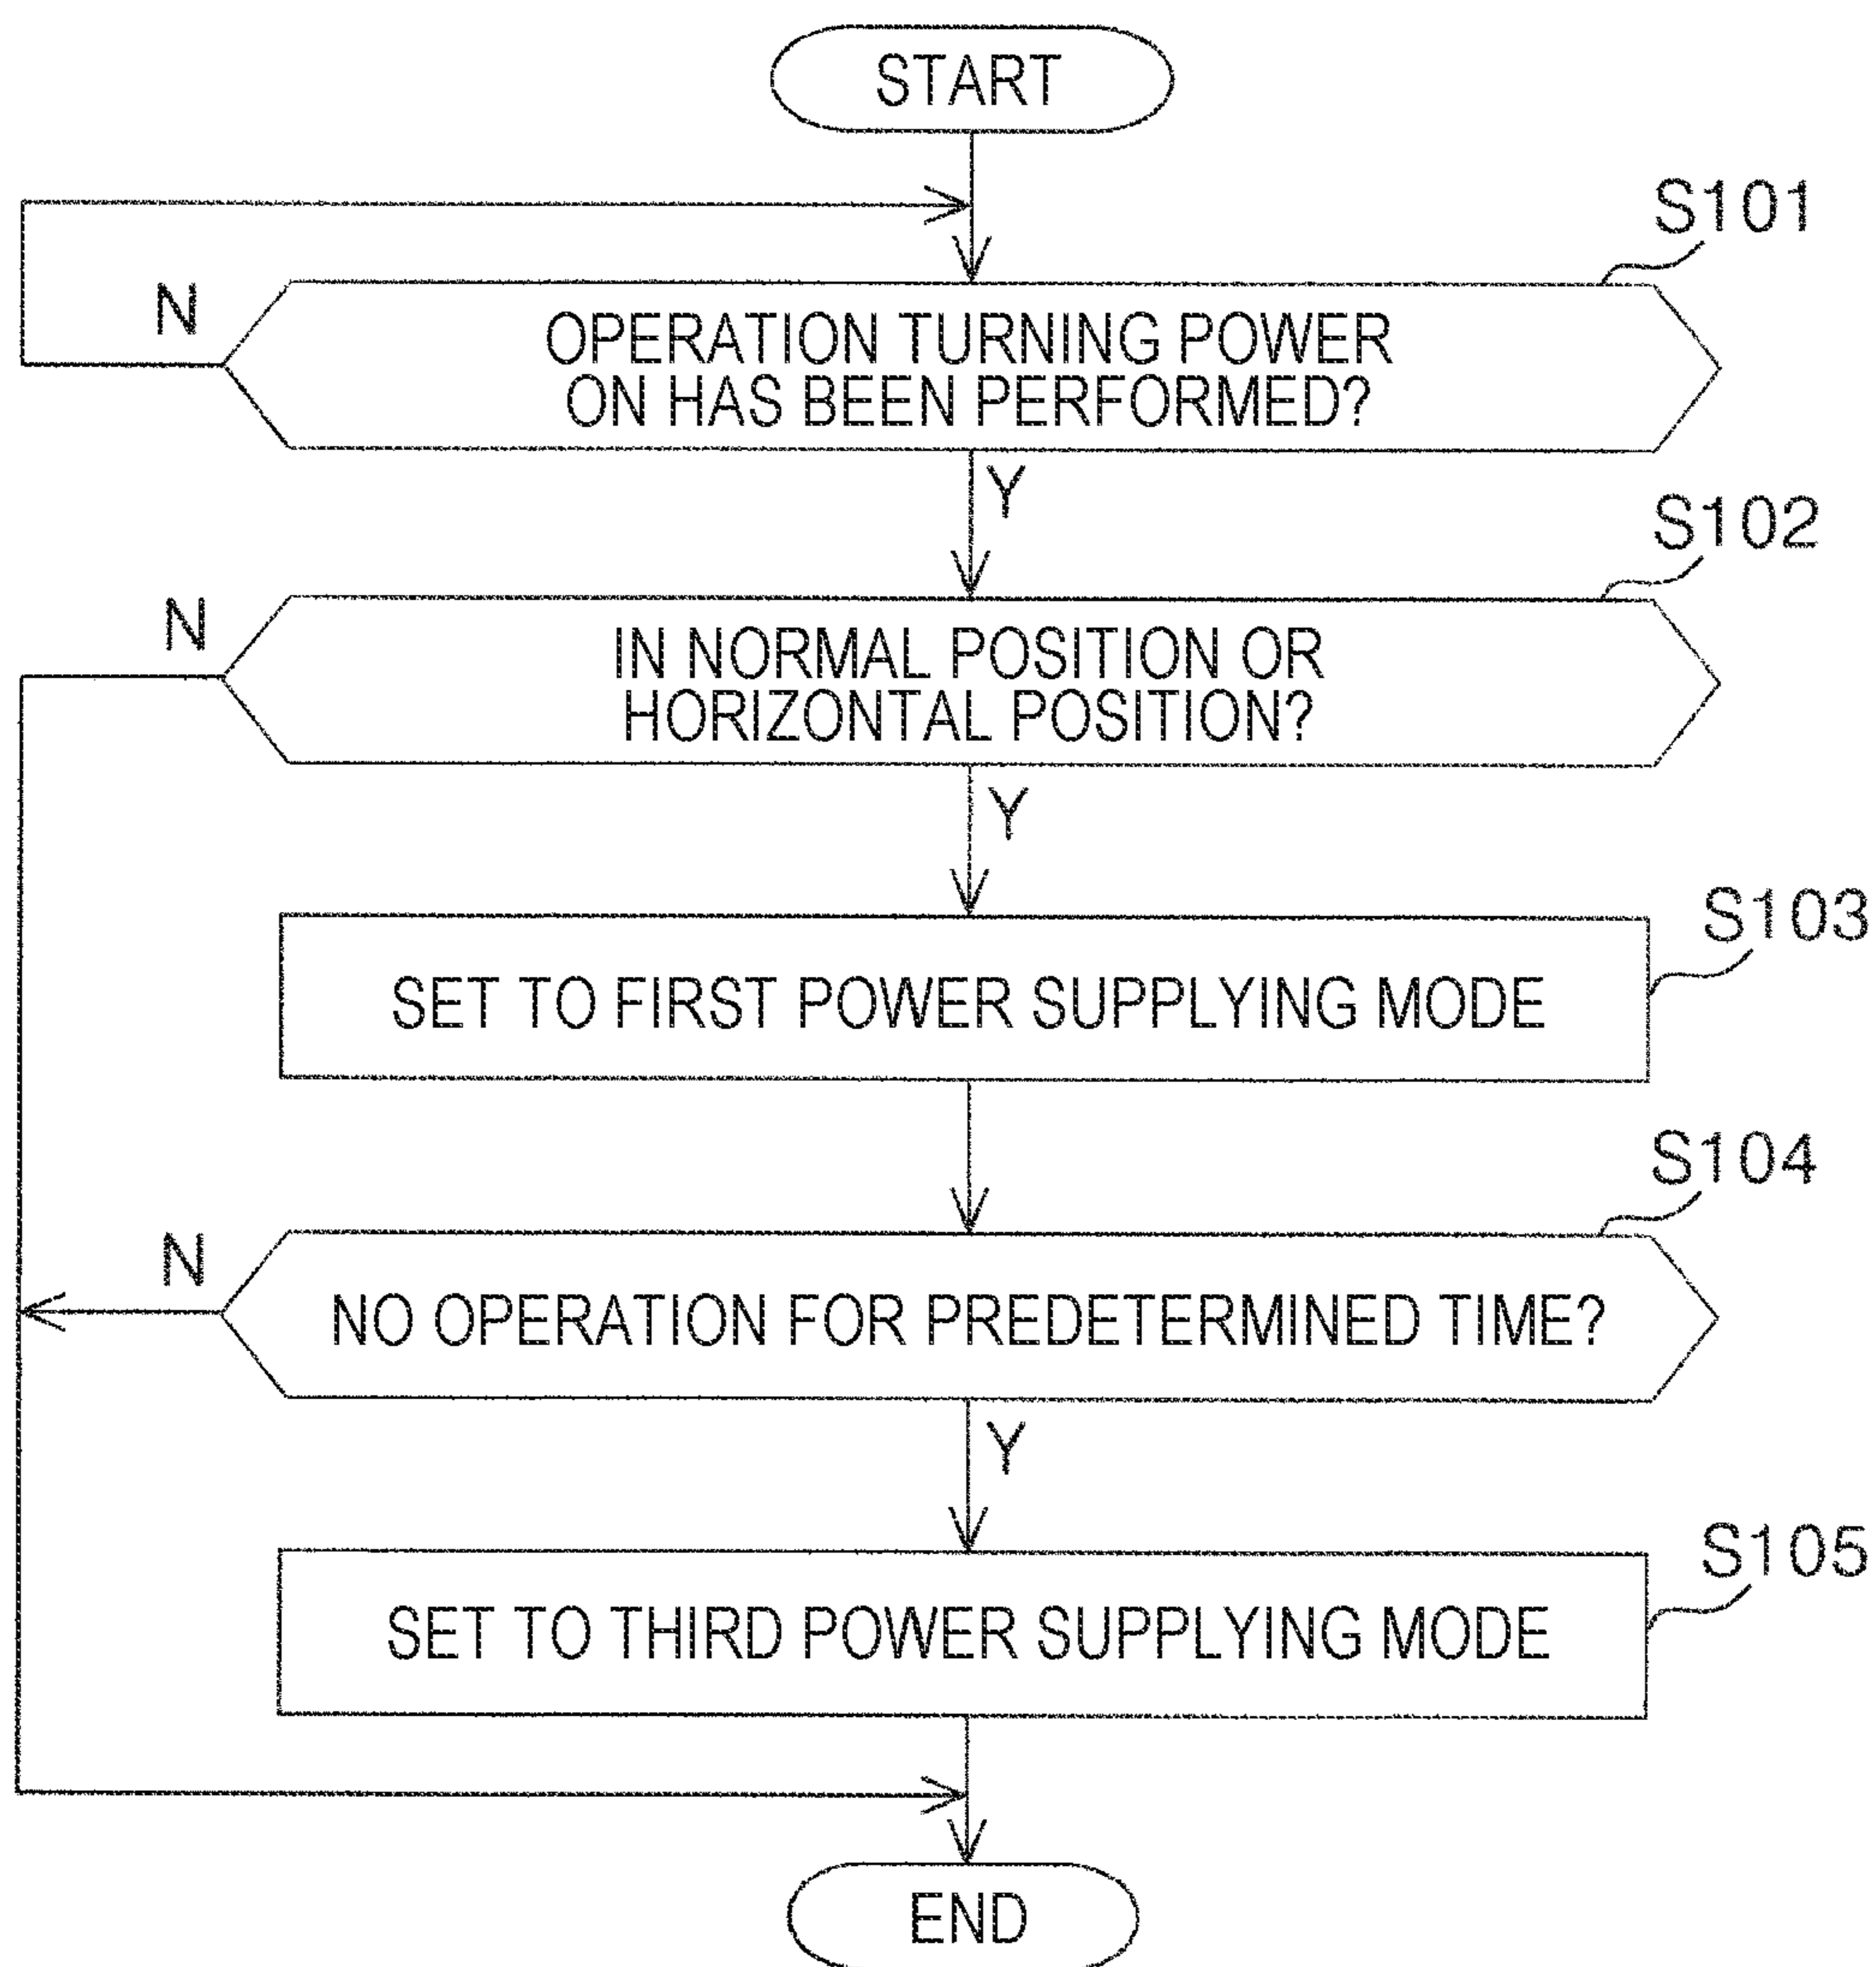 START
S101
N
OPERATION TURNING POWER
ON HAS BEEN PERFORMED?
Y
S102
N
IN NORMAL POSITION OR
HORIZONTAL POSITION?
Y
S103
SET TO FIRST POWER SUPPLYING MODE
S104
N
NO OPERATION FOR PREDETERMINED TIME?
Y
S105
SET TO THIRD POWER SUPPLYING MODE
END